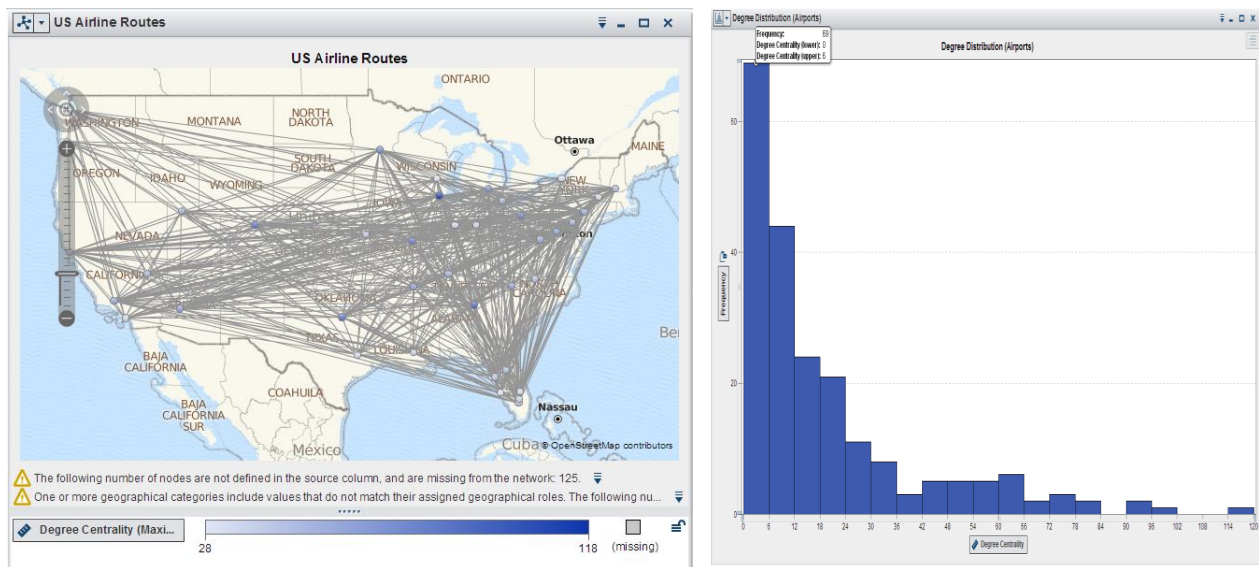 US Airline Routes
US Airline Routes
ONTARIO
WASHINGTON
MONTANA
NORTH
DAKOTA
Ottawa
MAINE
OREGON
IDAHO
SOUTH
DAKOTA
WISCONSIN
WYOMING
NEW
YORK
IOWA
NEVADA
CALIFORNIA
OKLAHOMA
CAROLINA
TEXAS
LOUISIANA
BAJA
CALIFORNIA
COAHUILA
BAJA
CALIFORNIA
SUR
Nassau
México
Cuba
© OpenStreetMap contributors
The following number of nodes are not defined in the source column, and are missing from the network: 125.
One or more geographical categories include values that do not match their assigned geographical roles. The following nu...
Degree Centrality (Maxi...
28
118
(missing)
Degree Distribution (Airports)
Frequency: 69
Degree Centrality (lower): 0
Degree Centrality (upper): 6
Degree Distribution (Airports)
60
40
20
0
Frequency
0 6 12 18 24 30 36 42 48 54 60 66 72 78 84 90 96 102 108 114 120
Degree Centrality